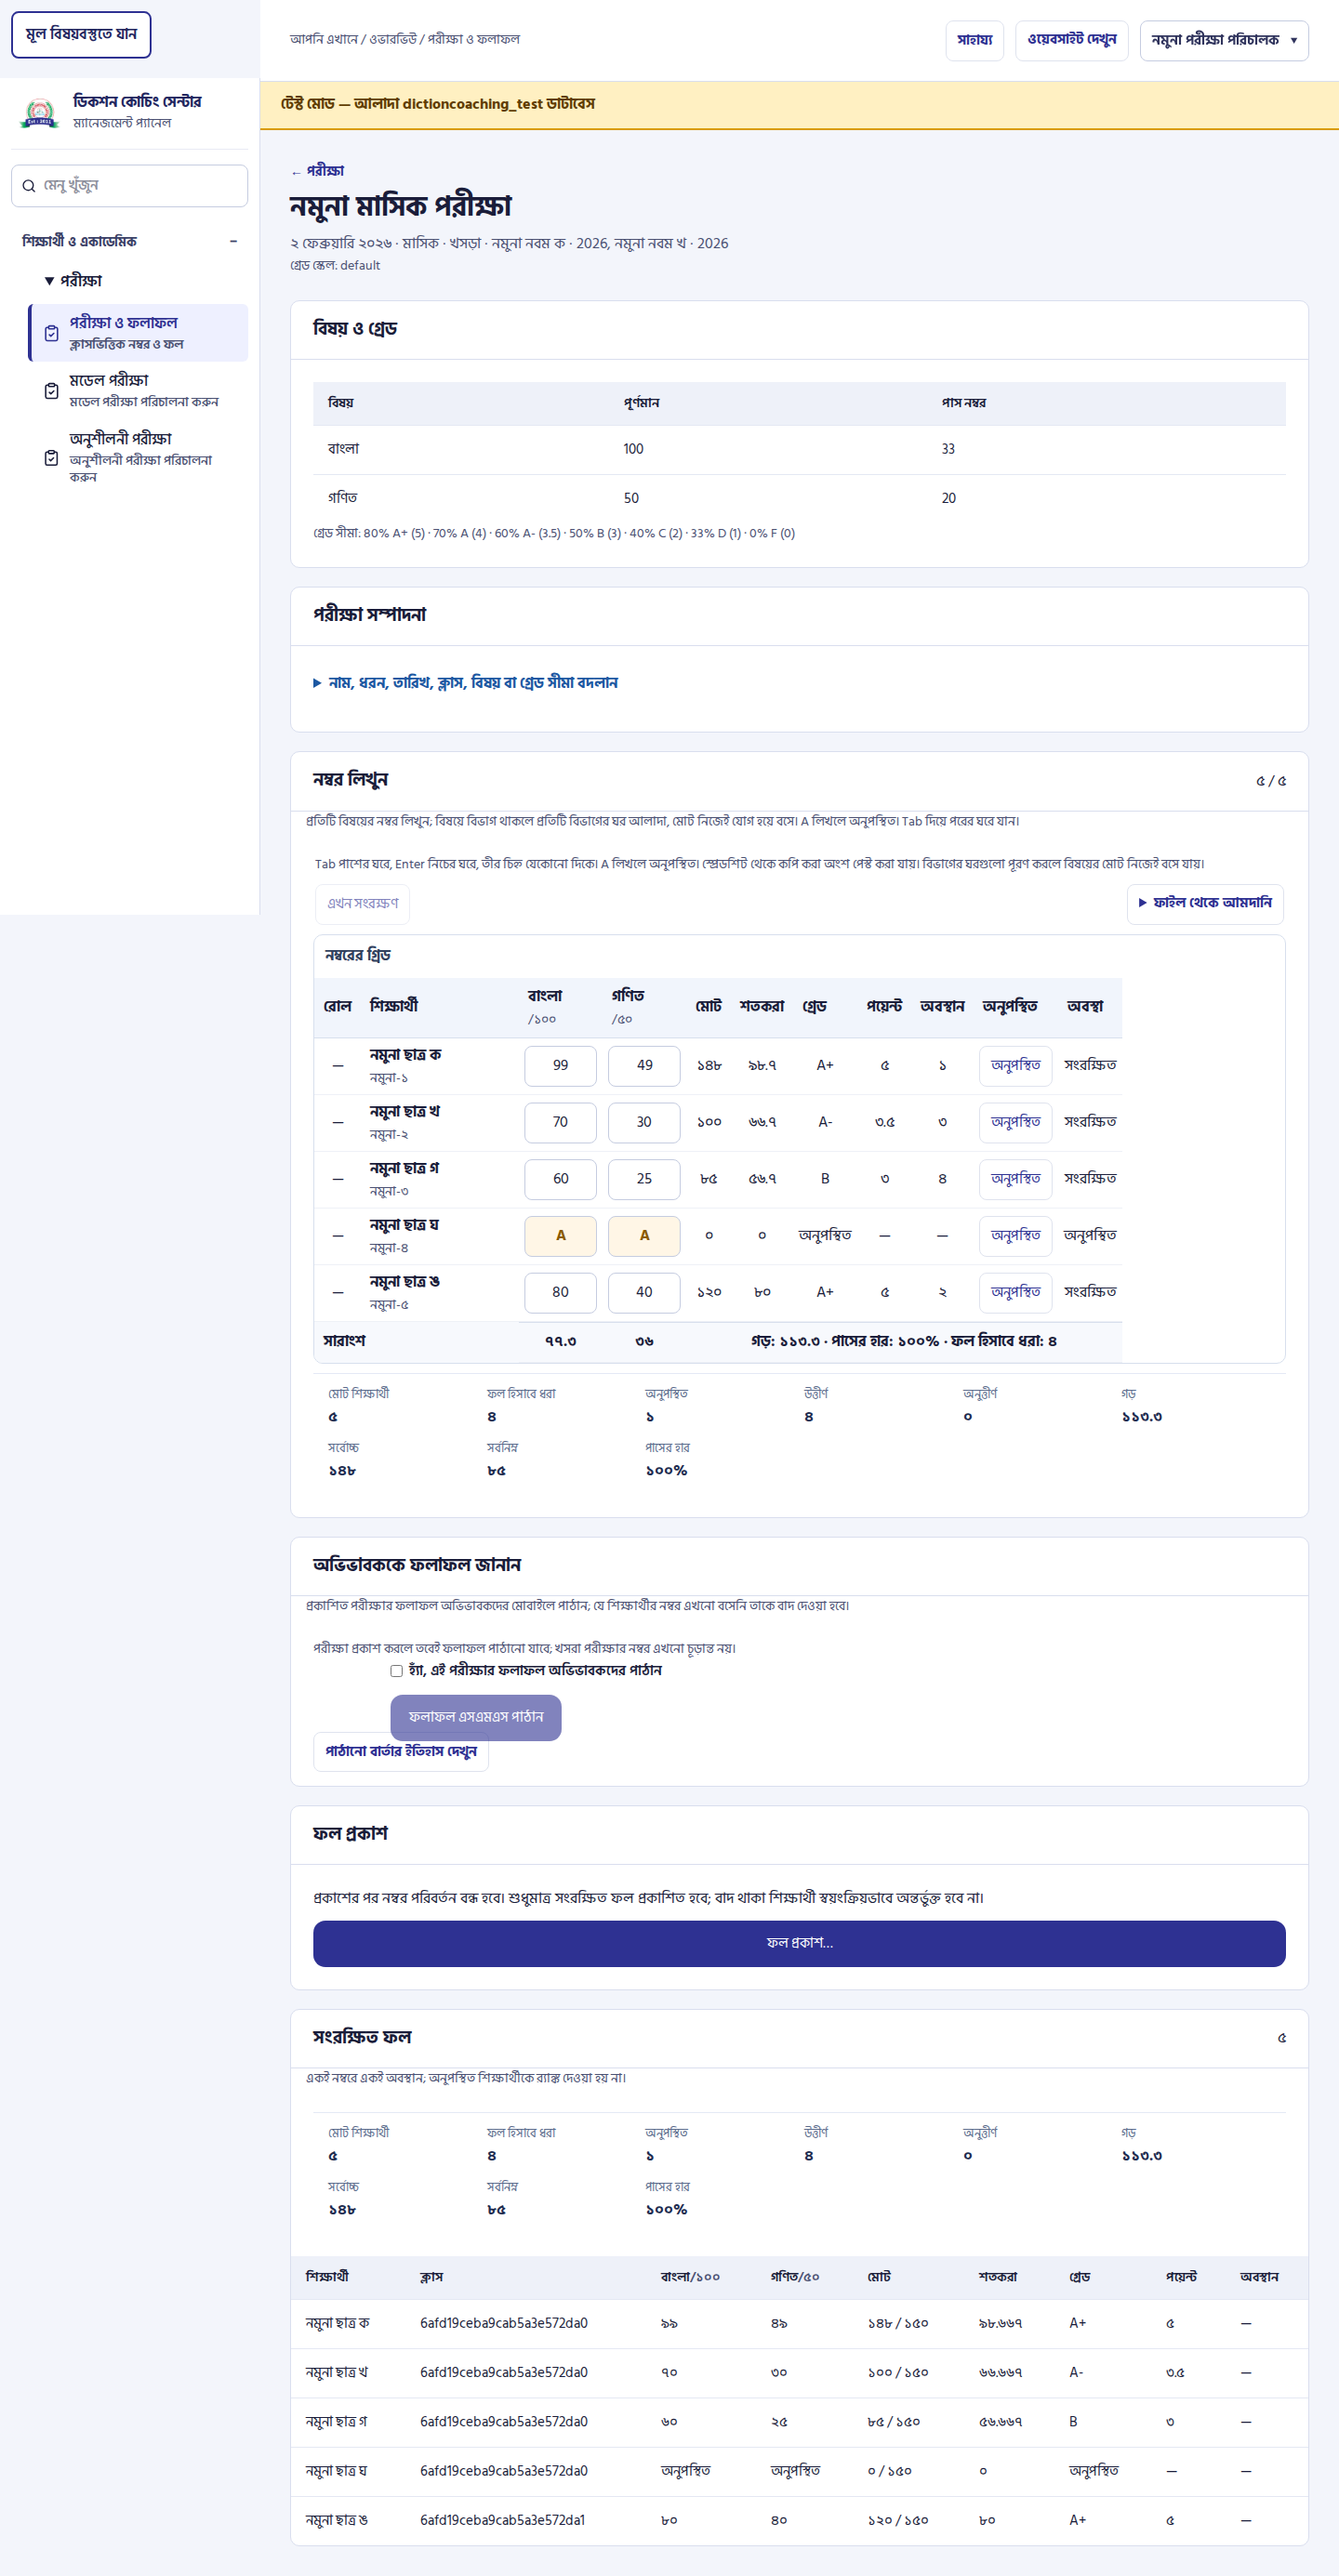 মূল বিষয়বস্তুতে যান
আপনি এখানে / ওভারভিউ / পরীক্ষা ও ফলাফল
সাহায্য
ওয়েবসাইট দেখুন
নমুনা পরীক্ষা পরিচালক
টেস্ট মোড — আলাদা dictioncoaching_test ডাটাবেস
ডিকশন কোচিং সেন্টার
ম্যানেজমেন্ট প্যানেল
মেনু খুঁজুন
শিক্ষার্থী ও একাডেমিক –
▼ পরীক্ষা
পরীক্ষা ও ফলাফল
ক্লাসভিত্তিক নম্বর ও ফল
মডেল পরীক্ষা
মডেল পরীক্ষা পরিচালনা করুন
অনুশীলনী পরীক্ষা
অনুশীলনী পরীক্ষা পরিচালনা
করুন
← পরীক্ষা
নমুনা মাসিক পরীক্ষা
২ ফেব্রুয়ারি ২০২৬ · মাসিক · খসড়া · নমুনা নবম ক · 2026, নমুনা নবম খ · 2026
গ্রেড স্কেল: default
বিষয় ও গ্রেড
বিষয় পূর্ণমান পাস নম্বর
বাংলা 100 33
গণিত 50 20
গ্রেড সীমা: 80% A+ (5) · 70% A (4) · 60% A- (3.5) · 50% B (3) · 40% C (2) · 33% D (1) · 0% F (0)
পরীক্ষা সম্পাদনা
▶ নাম, ধরন, তারিখ, ক্লাস, বিষয় বা গ্রেড সীমা বদলান
নম্বর লিখুন ৫ / ৫
প্রতিটি বিষয়ের নম্বর লিখুন; বিষয়ে বিভাগ থাকলে প্রতিটি বিভাগের ঘর আলাদা, মোট নিজেই যোগ হয়ে বসে। A লিখলে অনুপস্থিত। Tab দিয়ে পরের ঘরে যান।
Tab পাশের ঘরে, Enter নিচের ঘরে, তীর চিহ্ন যেকোনো দিকে। A লিখলে অনুপস্থিত। স্প্রেডশিট থেকে কপি করা অংশ পেস্ট করা যায়। বিভাগের ঘরগুলো পূরণ করলে বিষয়ের মোট নিজেই বসে যায়।
এখন সংরক্ষণ
▶ ফাইল থেকে আমদানি
নম্বরের গ্রিড
রোল শিক্ষার্থী বাংলা /১০০ গণিত /৫০ মোট শতকরা গ্রেড পয়েন্ট অবস্থান অনুপস্থিত অবস্থা
— নমুনা ছাত্র ক 99 49 ১৪৮ ৯৮.৭ A+ ৫ ১ অনুপস্থিত সংরক্ষিত
নমুনা-১
— নমুনা ছাত্র খ 70 30 ১০০ ৬৬.৭ A- ৩.৫ ৩ অনুপস্থিত সংরক্ষিত
নমুনা-২
— নমুনা ছাত্র গ 60 25 ৮৫ ৫৬.৭ B ৩ ৪ অনুপস্থিত সংরক্ষিত
নমুনা-৩
— নমুনা ছাত্র ঘ A A ০ ০ অনুপস্থিত — — অনুপস্থিত অনুপস্থিত
নমুনা-৪
— নমুনা ছাত্র ঙ 80 40 ১২০ ৮০ A+ ৫ ২ অনুপস্থিত সংরক্ষিত
নমুনা-৫
সারাংশ ৭৭.৩ ৩৬ গড়: ১১৩.৩ · পাসের হার: ১০০% · ফল হিসাবে ধরা: ৪
মোট শিক্ষার্থী ফল হিসাবে ধরা অনুপস্থিত উত্তীর্ণ অনুত্তীর্ণ গড়
৫ ৪ ১ ৪ ০ ১১৩.৩
সর্বোচ্চ সর্বনিম্ন পাসের হার
১৪৮ ৮৫ ১০০%
অভিভাবককে ফলাফল জানান
প্রকাশিত পরীক্ষার ফলাফল অভিভাবকদের মোবাইলে পাঠান; যে শিক্ষার্থীর নম্বর এখনো বসেনি তাকে বাদ দেওয়া হবে।
পরীক্ষা প্রকাশ করলে তবেই ফলাফল পাঠানো যাবে; খসরা পরীক্ষার নম্বর এখনো চূড়ান্ত নয়।
হ্যাঁ, এই পরীক্ষার ফলাফল অভিভাবকদের পাঠান
ফলাফল এসএমএস পাঠান
পাঠানো বার্তার ইতিহাস দেখুন
ফল প্রকাশ
প্রকাশের পর নম্বর পরিবর্তন বন্ধ হবে। শুধুমাত্র সংরক্ষিত ফল প্রকাশিত হবে; বাদ থাকা শিক্ষার্থী স্বয়ংক্রিয়ভাবে অন্তর্ভুক্ত হবে না।
ফল প্রকাশ...
সংরক্ষিত ফল ৫
একই নম্বরে একই অবস্থান; অনুপস্থিত শিক্ষার্থীকে র‍্যাঙ্ক দেওয়া হয় না।
মোট শিক্ষার্থী ফল হিসাবে ধরা অনুপস্থিত উত্তীর্ণ অনুত্তীর্ণ গড়
৫ ৪ ১ ৪ ০ ১১৩.৩
সর্বোচ্চ সর্বনিম্ন পাসের হার
১৪৮ ৮৫ ১০০%
শিক্ষার্থী ক্লাস বাংলা/১০০ গণিত/৫০ মোট শতকরা গ্রেড পয়েন্ট অবস্থান
নমুনা ছাত্র ক 6afd19ceba9cab5a3e572da0 ৯৯ ৪৯ ১৪৮ / ১৫০ ৯৮.৬৬৭ A+ ৫ —
নমুনা ছাত্র খ 6afd19ceba9cab5a3e572da0 ৭০ ৩০ ১০০ / ১৫০ ৬৬.৬৬৭ A- ৩.৫ —
নমুনা ছাত্র গ 6afd19ceba9cab5a3e572da0 ৬০ ২৫ ৮৫ / ১৫০ ৫৬.৬৬৭ B ৩ —
নমুনা ছাত্র ঘ 6afd19ceba9cab5a3e572da0 অনুপস্থিত অনুপস্থিত ০ / ১৫০ ০ অনুপস্থিত — —
নমুনা ছাত্র ঙ 6afd19ceba9cab5a3e572da1 ৮০ ৪০ ১২০ / ১৫০ ৮০ A+ ৫ —